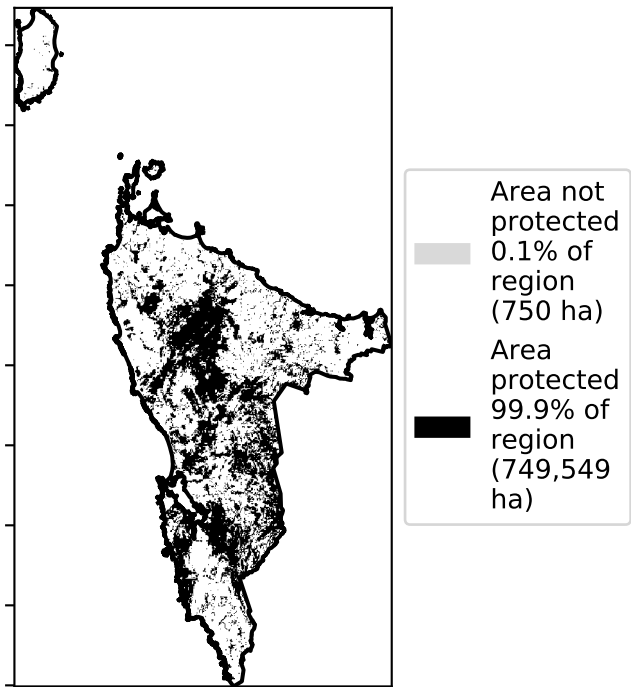 Area not
protected
0.1% of
region
(750 ha)
Area
protected
99.9% of
region
(749,549
ha)